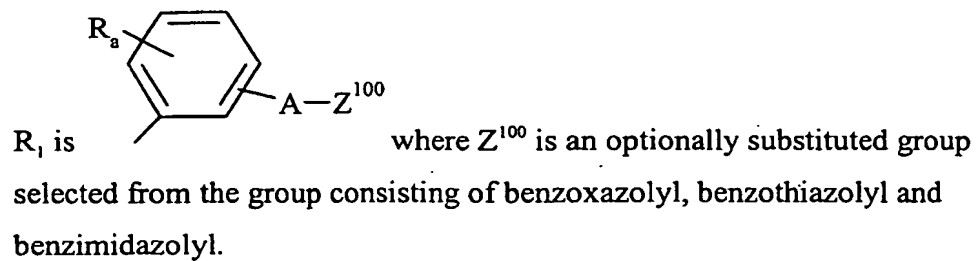 Rₐ
A—Z¹⁰⁰
R₁ is where Z¹⁰⁰ is an optionally substituted group
selected from the group consisting of benzoxazolyl, benzothiazolyl and
benzimidazolyl.